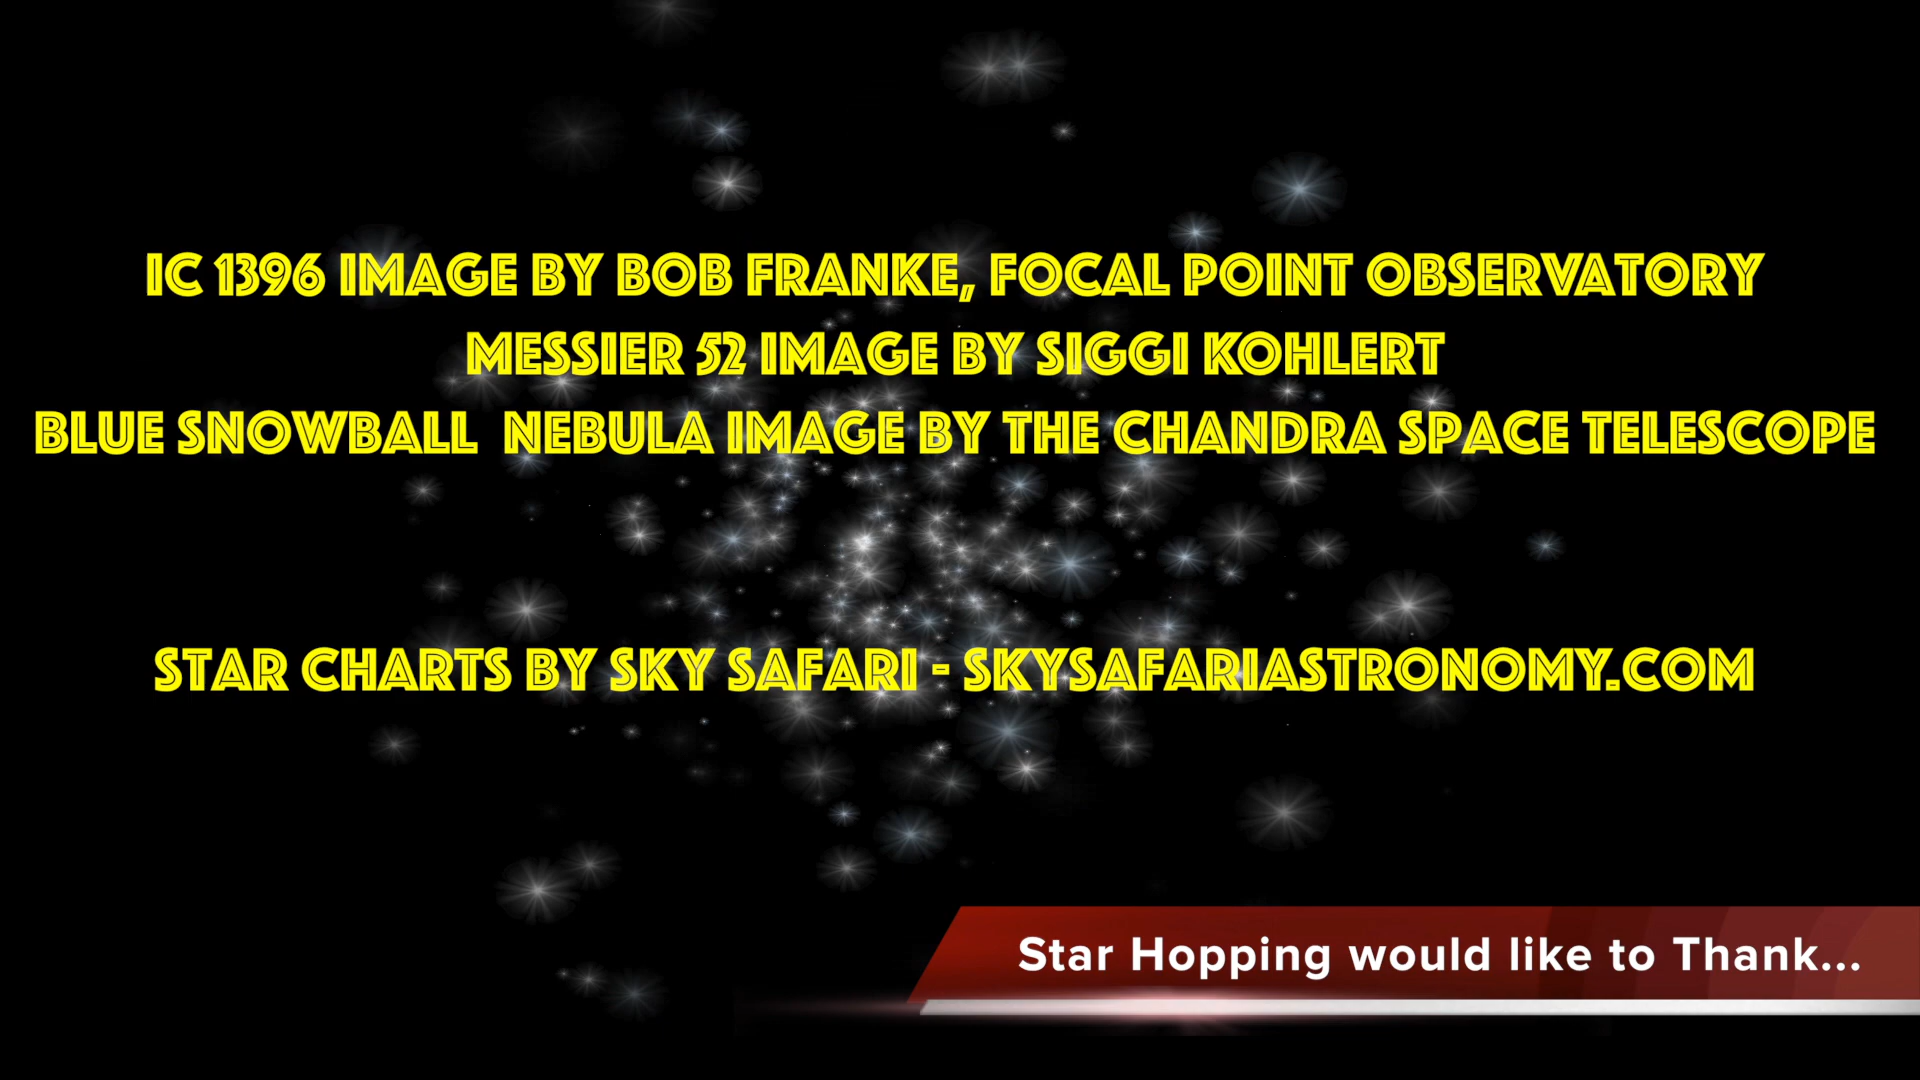 IC 1396 IMAGE BY BOB FRANKE, FOCAL POINT OBSERVATORY
MESSIER 52 IMAGE BY SIGGI KOHLERT
BLUE SNOWBALL  NEBULA IMAGE BY THE CHANDRA SPACE TELESCOPE
STAR CHARTS BY SKY SAFARI - SKYSAFARIASTRONOMY.COM
Star Hopping would like to Thank...